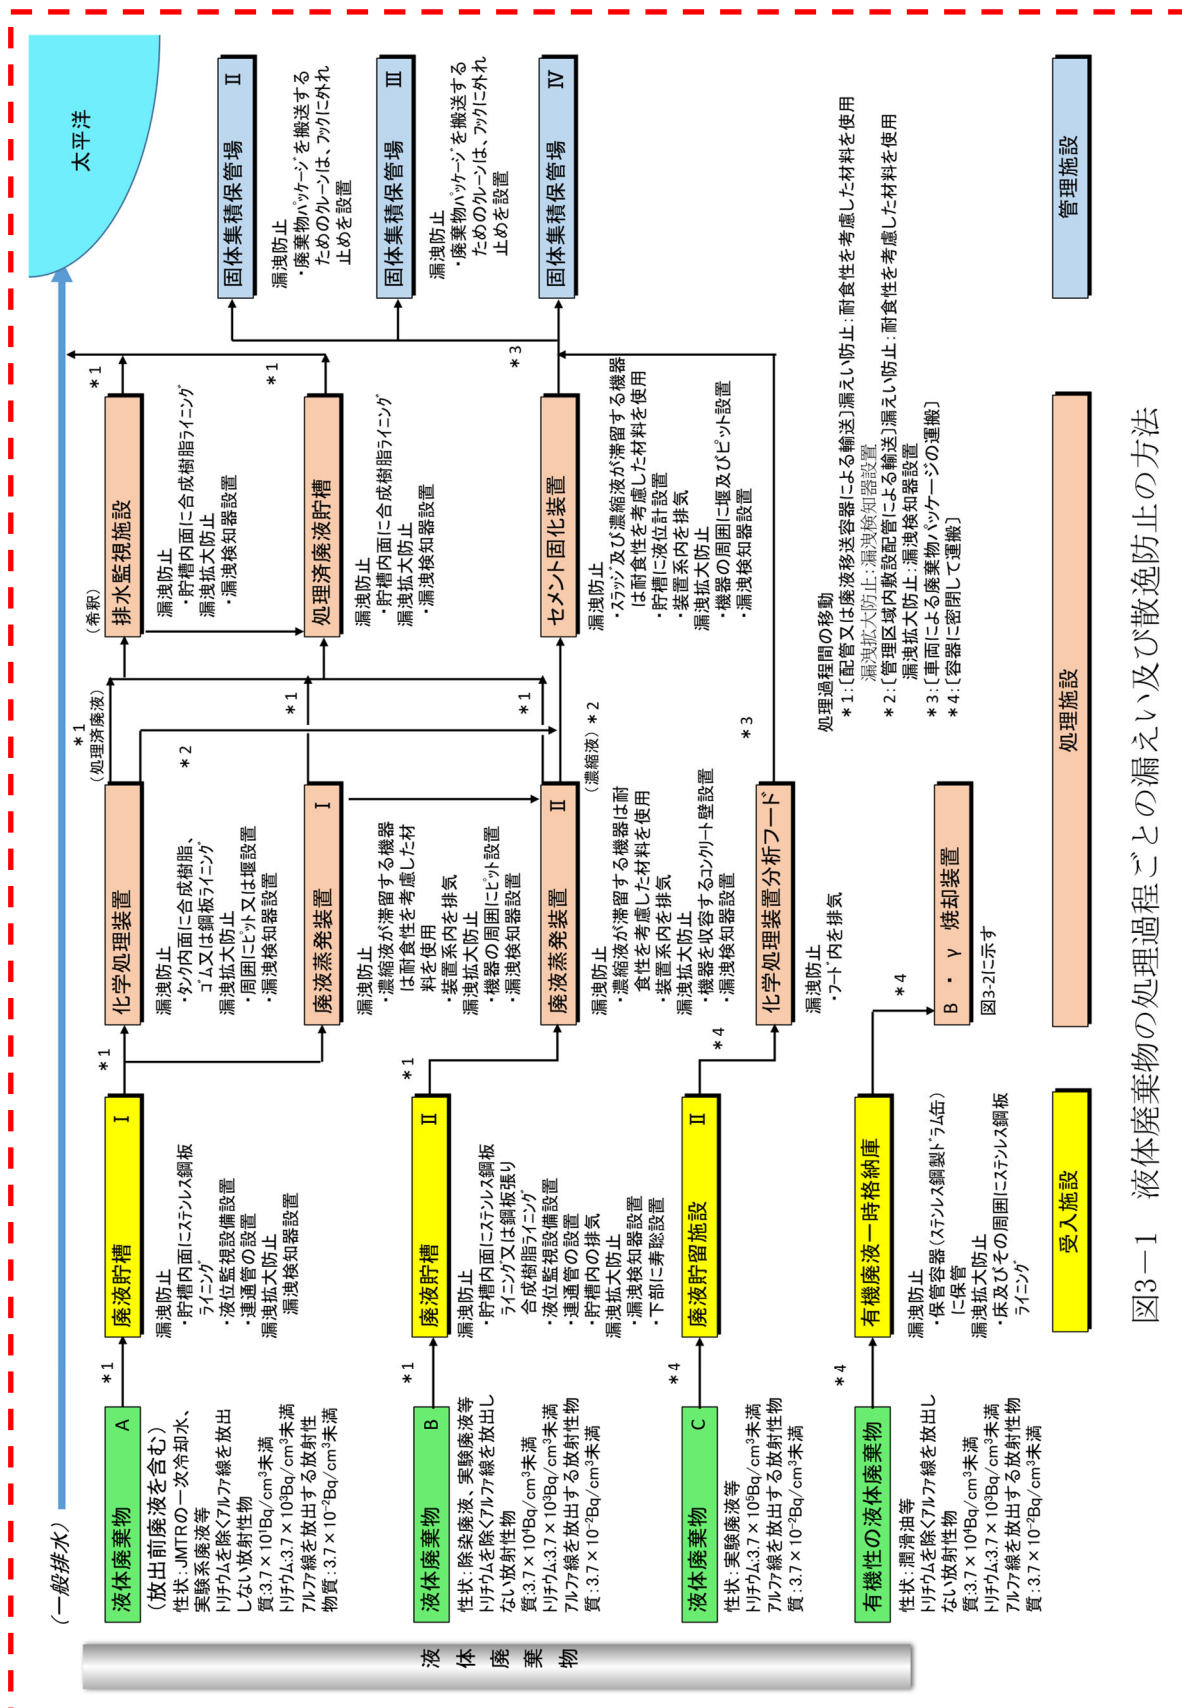 (一般排水)
太平洋
液体廃棄物
液体廃棄物 A
(放出前廃液を含む)
性状:JMTRの一次冷却水、
実験系廃液等
トリチウムを除くアルファ線を放出
しない放射性物
質:3.7×10¹Bq/cm³未満
トリチウム:3.7×10³Bq/cm³未満
アルファ線を放出する放射性
物質:3.7×10⁻²Bq/cm³未満
*1
廃液貯槽 Ⅰ
漏洩防止
・貯槽内面にステンレス鋼板
ライニング
・液位監視設備設置
・連通管の設置
漏洩拡大防止
漏洩検知器設置
*1
化学処理装置
漏洩防止
・タンク内面に合成樹脂、
ゴム又は鋼板ライニング
漏洩拡大防止
・周囲にピット又は堰設置
・漏洩検知器設置
*1
(処理済廃液)
*2
廃液蒸発装置 Ⅰ
漏洩防止
・濃縮液が滞留する機器
は耐食性を考慮した材
料を使用
・装置系内を排気
漏洩拡大防止
・機器の周囲にピット設置
・漏洩検知器設置
*1
(希釈)
排水監視施設
漏洩防止
・貯槽内面に合成樹脂ライニング
漏洩拡大防止
・漏洩検知器設置
*1
処理済廃液貯槽
漏洩防止
・貯槽内面に合成樹脂ライニング
漏洩拡大防止
・漏洩検知器設置
*1
固体集積保管場 Ⅱ
漏洩防止
・廃棄物パッケージを搬送する
ためのクレーンは、フックに外れ
止めを設置
固体集積保管場 Ⅲ
漏洩防止
・廃棄物パッケージを搬送する
ためのクレーンは、フックに外れ
止めを設置
固体集積保管場 Ⅳ
液体廃棄物 B
性状:除染廃液、実験廃液等
トリチウムを除くアルファ線を放出し
ない放射性物
質:3.7×10⁴Bq/cm³未満
トリチウム:3.7×10³Bq/cm³未満
アルファ線を放出する放射性物
質:3.7×10⁻²Bq/cm³未満
*1
廃液貯槽 Ⅱ
漏洩防止
・貯槽内面にステンレス鋼板
ライニング又は鋼板張り
合成樹脂ライニング
・液位監視設備設置
・連通管の設置
・貯槽内の排気
漏洩拡大防止
・漏洩検知器設置
・下部に寿聡設置
*1
廃液蒸発装置 Ⅱ
漏洩防止
・濃縮液が滞留する機器は耐
食性を考慮した材料を使用
・装置系内を排気
漏洩拡大防止
・機器を収容するコンクリート壁設置
・漏洩検知器設置
*1
(濃縮液)*2
セメント固化装置
漏洩防止
・スラッジ及び濃縮液が滞留する機器
は耐食性を考慮した材料を使用
・貯槽に液位計設置
・装置系内を排気
漏洩拡大防止
・機器の周囲に堰及びピット設置
・漏洩検知器設置
*3
液体廃棄物 C
性状:実験廃液等
トリチウム:3.7×10⁵Bq/cm³未満
アルファ線を放出する放射性物
質:3.7×10⁻²Bq/cm³未満
*4
廃液貯留施設 Ⅱ
*4
化学処理装置分析フード
漏洩防止
・フード内を排気
*3
有機性の液体廃棄物
性状:潤滑油等
トリチウムを除くアルファ線を放出し
ない放射性物
質:3.7×10⁴Bq/cm³未満
トリチウム:3.7×10³Bq/cm³未満
アルファ線を放出する放射性物
質:3.7×10⁻²Bq/cm³未満
*4
有機廃液一時格納庫
漏洩防止
・保管容器(ステンレス鋼製ドラム缶)
に保管
漏洩拡大防止
・床及びその周囲にステンレス鋼板
ライニング
*4
β・γ 焼却装置
図3-2に示す
処理過程間の移動
*1:[配管又は廃液移送容器による輸送]漏えい防止:耐食性を考慮した材料を使用
漏洩拡大防止:漏洩検知器設置
*2:[管理区域内敷設配管による輸送]漏えい防止:耐食性を考慮した材料を使用
漏洩拡大防止:漏洩検知器設置
*3:[車両による廃棄物パッケージの運搬]
*4:[容器に密閉して運搬]
受入施設
処理施設
管理施設
図3-1 液体廃棄物の処理過程ごとの漏えい及び散逸防止の方法